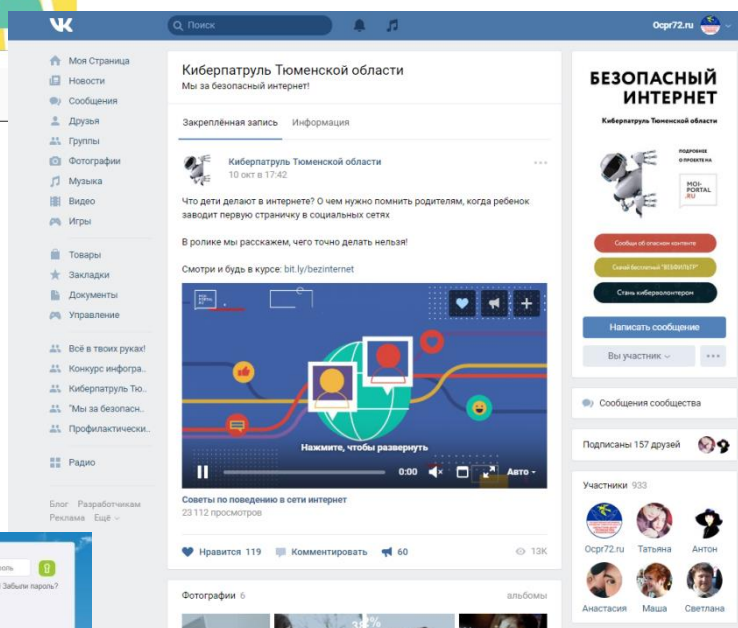 Поиск
Ocpr72.ru
Моя Страница
Новости
Сообщения
Друзья
Группы
Фотографии
Музыка
Видео
Игры
Товары
Закладки
Документы
Управление
Всё в твоих руках!
Конкурс инфогра..
Киберпатруль Тю..
"Мы за безопасн..
Профилактически..
Радио
Блог Разработчикам
Реклама Ещё
Киберпатруль Тюменской области
Мы за безопасный интернет!
Закреплённая запись Информация
Киберпатруль Тюменской области
10 окт в 17:42
Что дети делают в интернете? О чем нужно помнить родителям, когда ребенок
заводит первую страничку в социальных сетях
В ролике мы расскажем, чего точно делать нельзя!
Смотри и будь в курсе: bit.ly/bezinternet
Нажмите, чтобы развернуть
0:00 Авто
Советы по поведению в сети интернет
23 112 просмотров
Нравится 119 Комментировать 60 13K
Фотографии 6 альбомы
БЕЗОПАСНЫЙ
ИНТЕРНЕТ
Киберпатруль Тюменской области
ПОДРОБНЕЕ
О ПРОЕКТЕ НА
MOI-
PORTAL
.RU
Сообщи об опасном контенте
Скачай бесплатный "ВЕБФИЛЬТР"
Стань киберволонтером
Написать сообщение
Вы участник
Сообщения сообщества
Подписаны 157 друзей
Участники 933
Ocpr72.ru Татьяна Антон
Анастасия Маша Светлана
Забыли пароль?